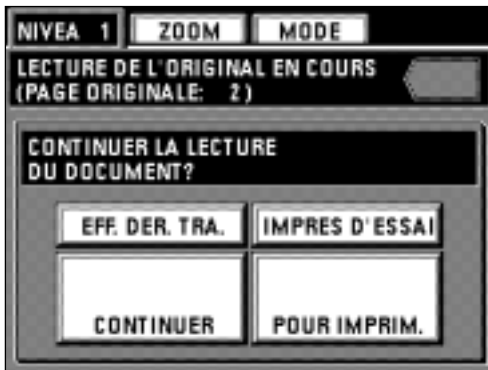 NIVEA 1 ZOOM MODE
LECTURE DE L'ORIGINAL EN COURS
(PAGE ORIGINALE: 2)
CONTINUER LA LECTURE
DU DOCUMENT?
EFF. DER. TRA. IMPRES D'ESSAI
CONTINUER POUR IMPRIM.